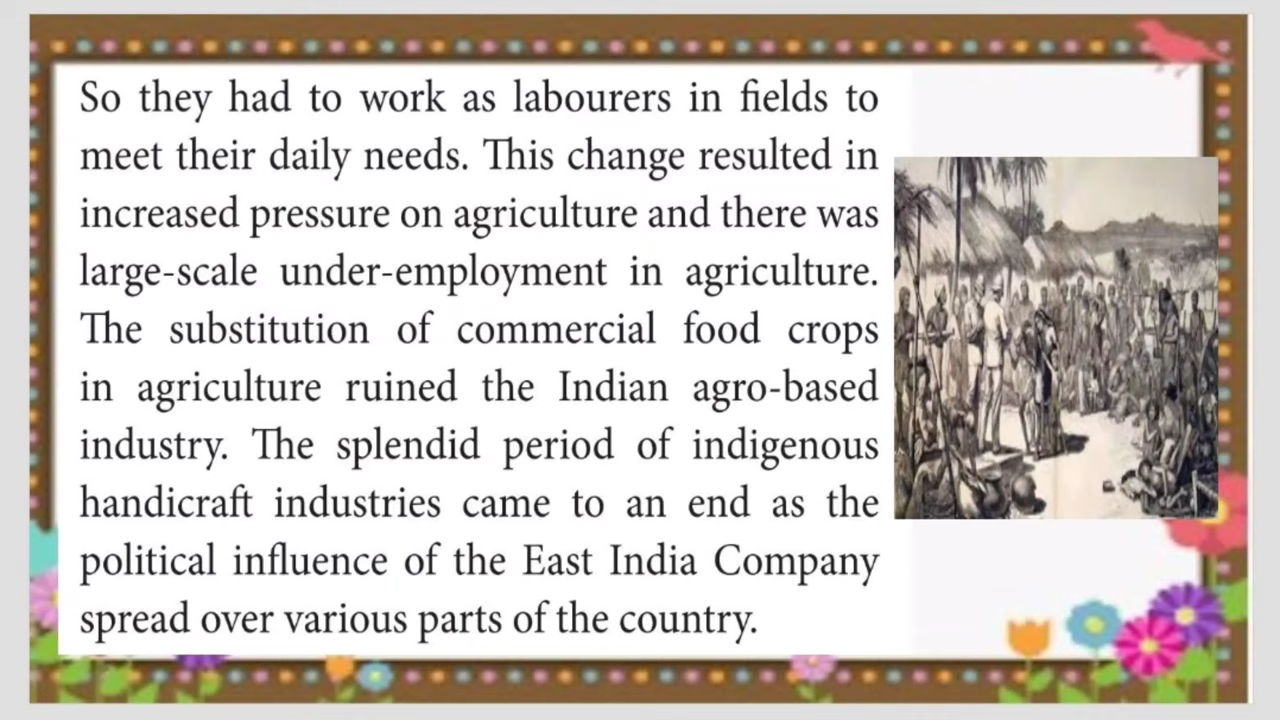 So they had to work as labourers in fields to
meet their daily needs. This change resulted in
increased pressure on agriculture and there was
large-scale under-employment in agriculture.
The substitution of commercial food crops
in agriculture ruined the Indian agro-based
industry. The splendid period of indigenous
handicraft industries came to an end as the
political influence of the East India Company
spread over various parts of the country.